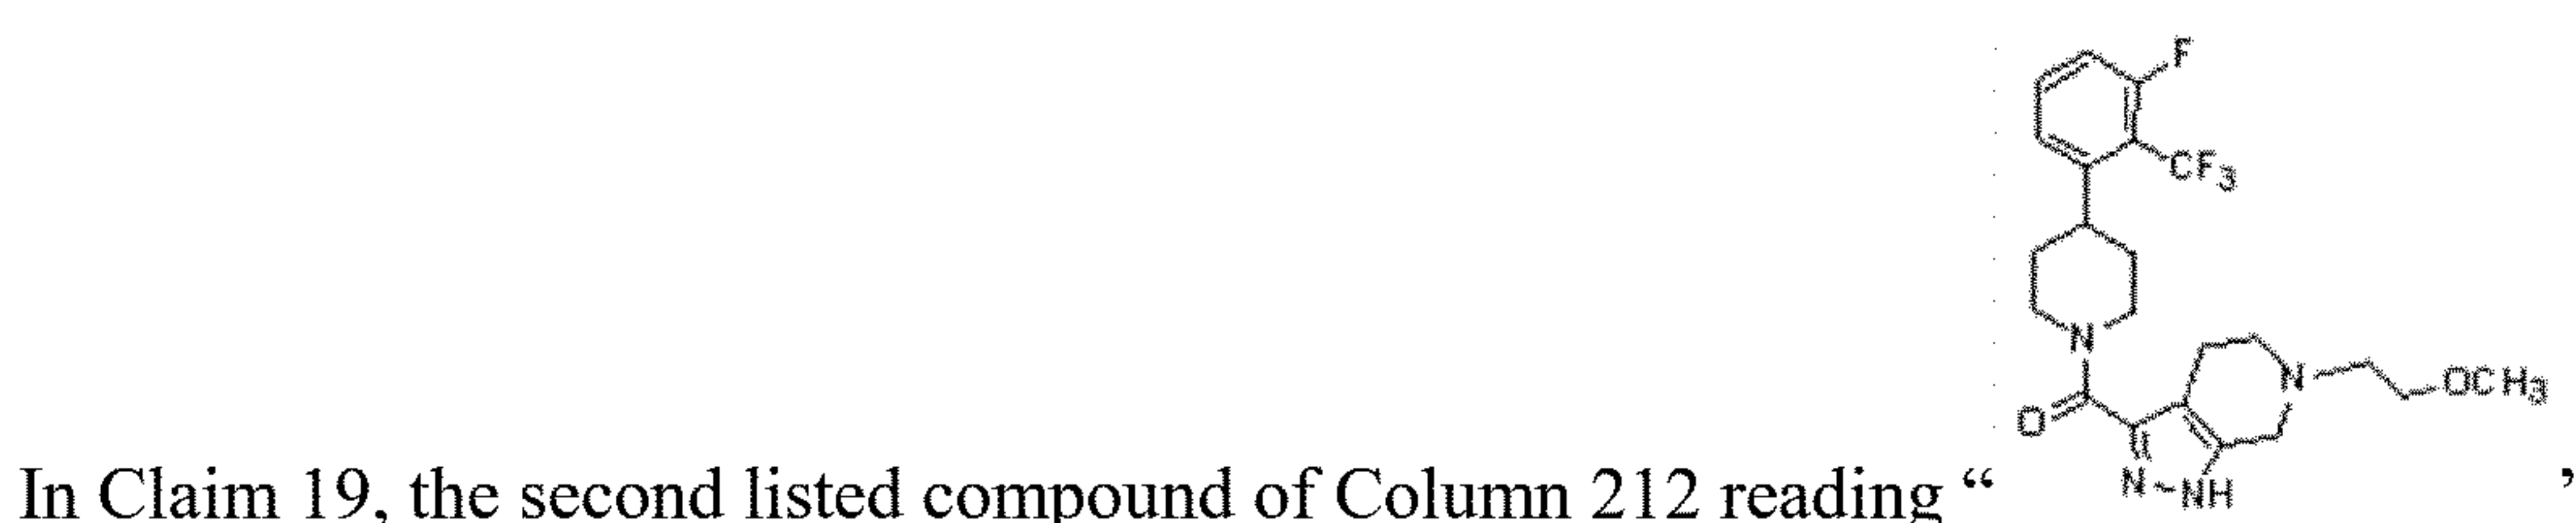 F
CF3
N
N
OCH3
O
N
NH
In Claim 19, the second listed compound of Column 212 reading “ ,